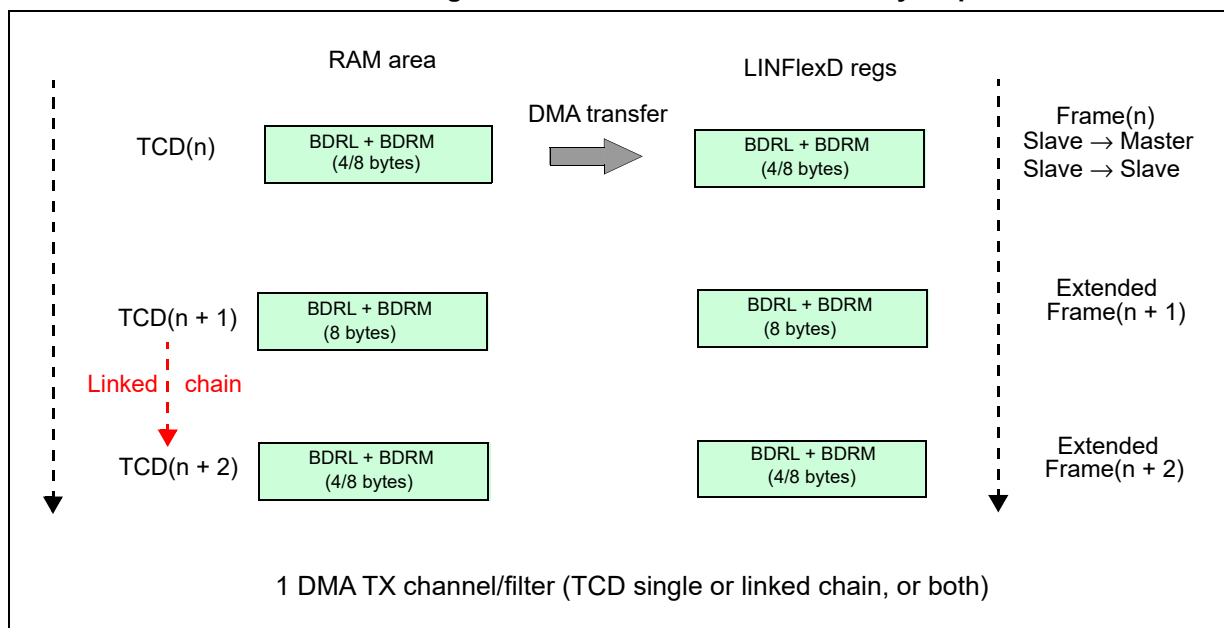 RAM area
LINFlexD regs
DMA transfer
TCD(n)
BDRL + BDRM
(4/8 bytes)
BDRL + BDRM
(4/8 bytes)
Frame(n)
Slave → Master
Slave → Slave
TCD(n + 1)
BDRL + BDRM
(8 bytes)
BDRL + BDRM
(8 bytes)
Extended
Frame(n + 1)
Linked chain
TCD(n + 2)
BDRL + BDRM
(4/8 bytes)
BDRL + BDRM
(4/8 bytes)
Extended
Frame(n + 2)
1 DMA TX channel/filter (TCD single or linked chain, or both)